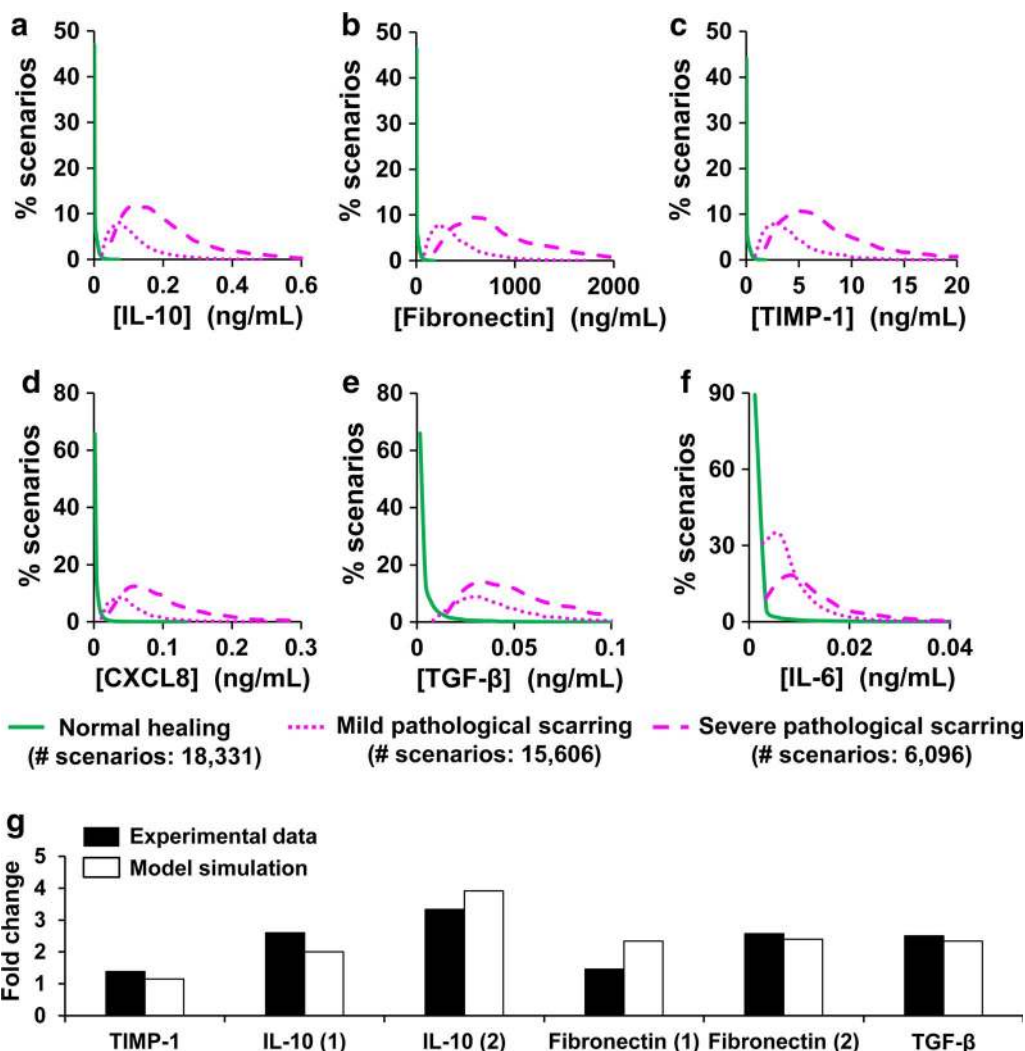 a
50
40
30
20
10
0
% scenarios
0 0.2 0.4 0.6
[IL-10] (ng/mL)
b
50
40
30
20
10
0
% scenarios
0 1000 2000
[Fibronectin] (ng/mL)
c
50
40
30
20
10
0
% scenarios
0 5 10 15 20
[TIMP-1] (ng/mL)
d
80
60
40
20
0
% scenarios
0 0.1 0.2 0.3
[CXCL8] (ng/mL)
e
80
60
40
20
0
% scenarios
0 0.05 0.1
[TGF-β] (ng/mL)
f
90
60
30
0
% scenarios
0 0.02 0.04
[IL-6] (ng/mL)
Normal healing
(# scenarios: 18,331)
Mild pathological scarring
(# scenarios: 15,606)
Severe pathological scarring
(# scenarios: 6,096)
g
Experimental data
Model simulation
5
4
3
2
1
0
Fold change
TIMP-1 IL-10 (1) IL-10 (2) Fibronectin (1) Fibronectin (2) TGF-β